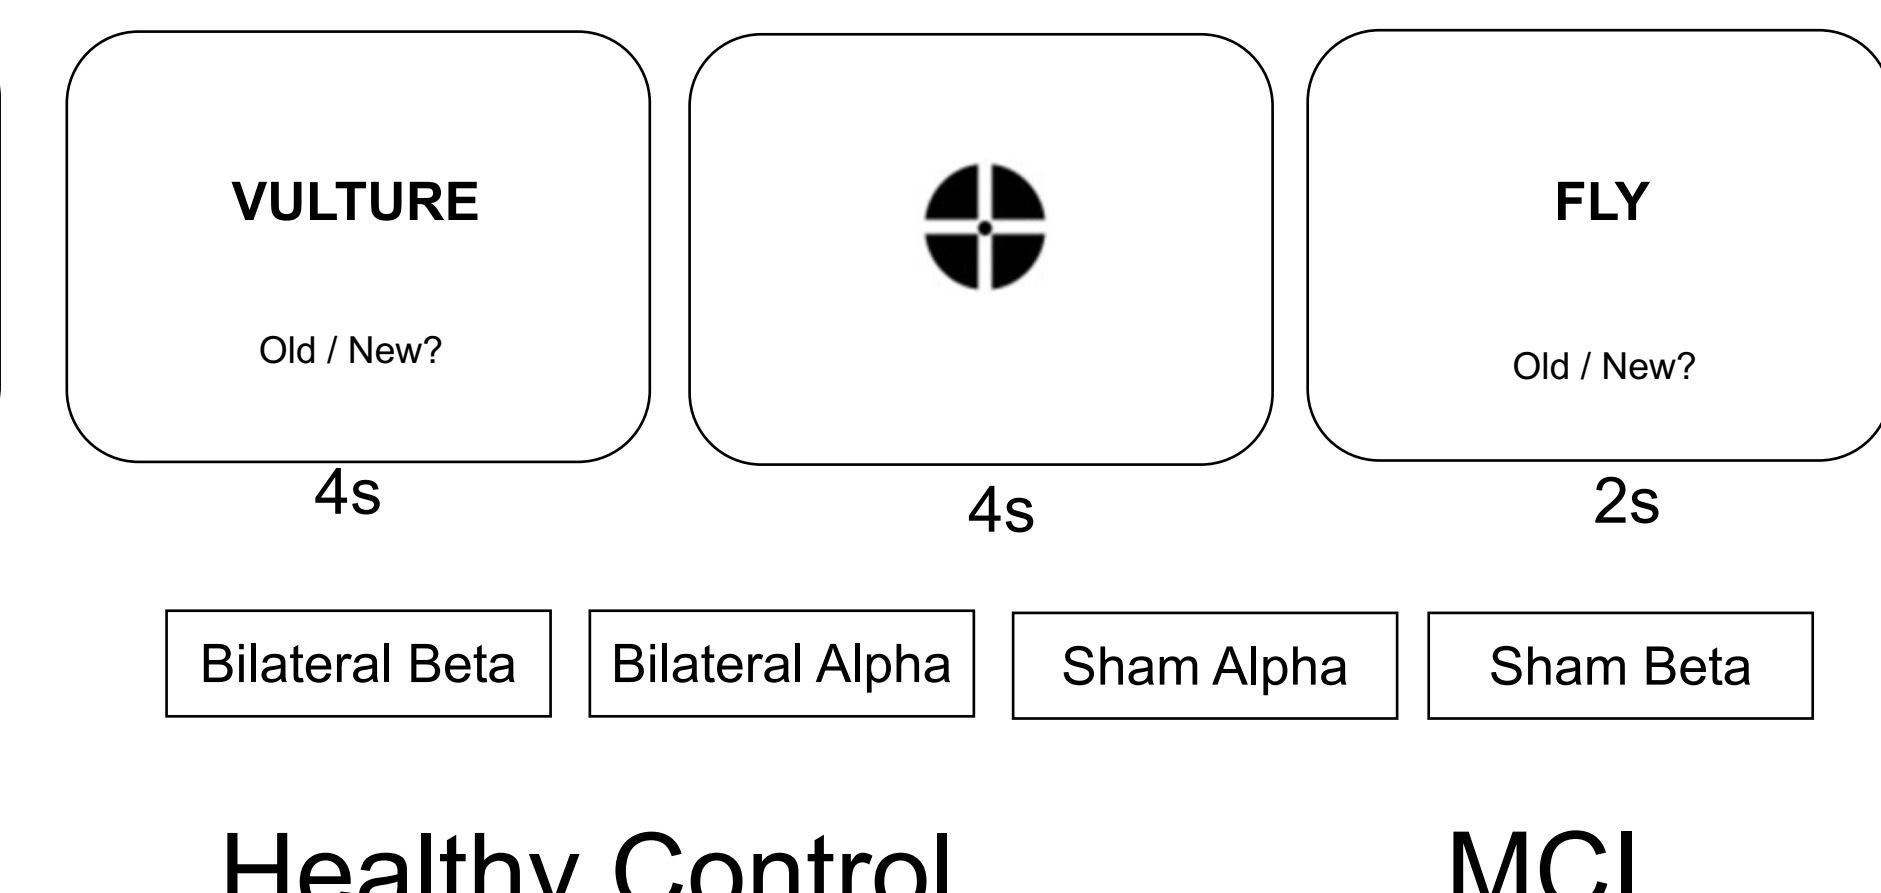 VULTURE
Old / New?
4s
4s
FLY
Old / New?
2s
Bilateral Beta
Bilateral Alpha
Sham Alpha
Sham Beta
Healthy Control
MCI